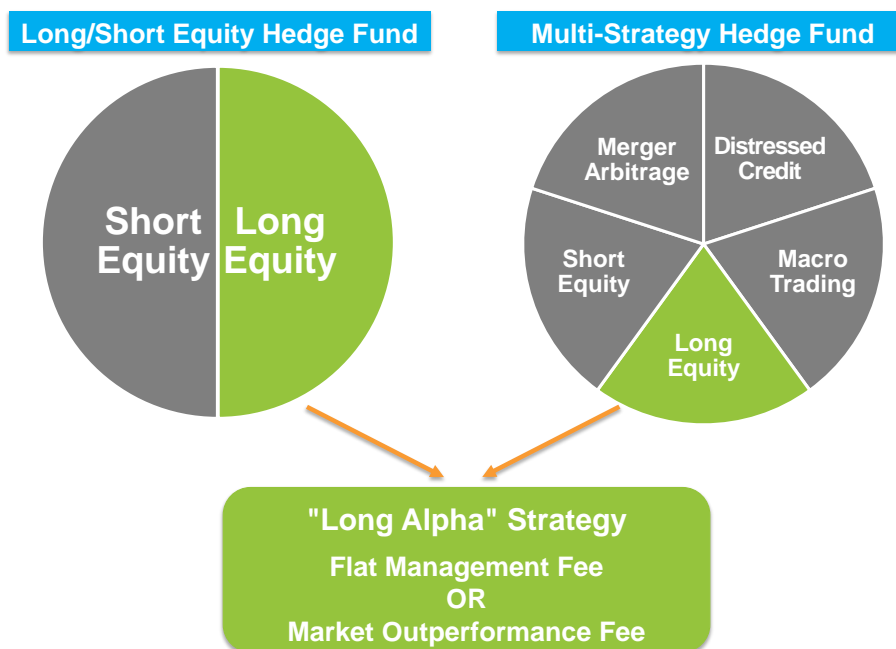 Long/Short Equity Hedge Fund
Multi-Strategy Hedge Fund
Short
Equity
Long
Equity
Merger
Arbitrage
Distressed
Credit
Short
Equity
Macro
Trading
Long
Equity
"Long Alpha" Strategy
Flat Management Fee
OR
Market Outperformance Fee